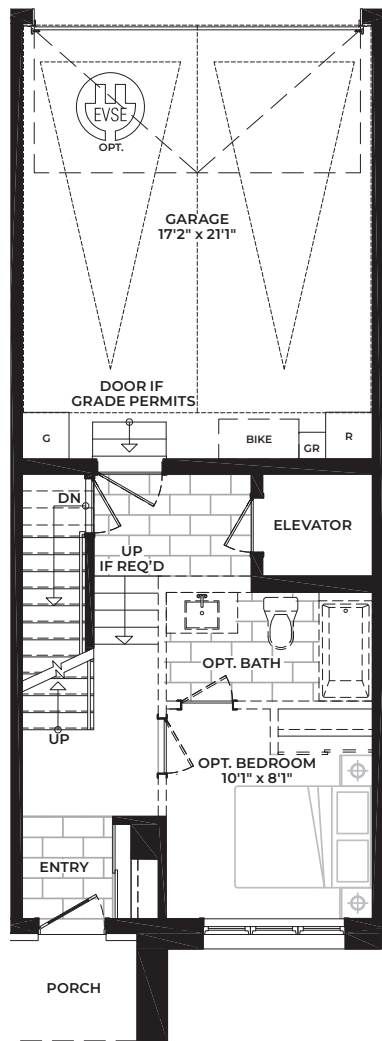 EVSE
OPT.
GARAGE
17'2" x 21'1"
DOOR IF
GRADE PERMITS
G
BIKE
GR
R
DN
ELEVATOR
UP
IF REQ'D
OPT. BATH
N
UP
OPT. BEDROOM
10'1" x 8'1"
ENTRY
PORCH